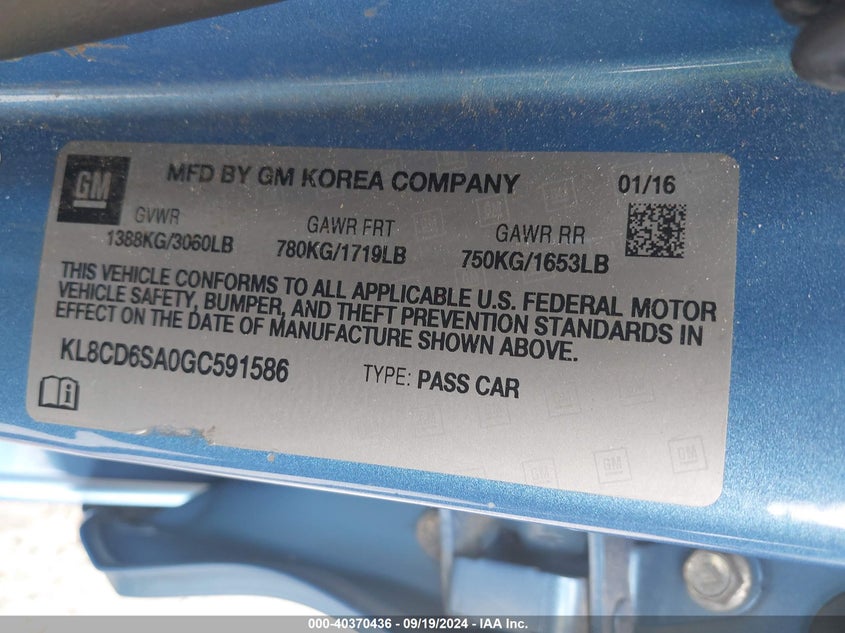 GM
MFD BY GM KOREA COMPANY
01/16
GVWR
1388KG/3060LB
GAWR FRT
780KG/1719LB
GAWR RR
750KG/1653LB
THIS VEHICLE CONFORMS TO ALL APPLICABLE U.S. FEDERAL MOTOR
VEHICLE SAFETY, BUMPER, AND THEFT PREVENTION STANDARDS IN
EFFECT ON THE DATE OF MANUFACTURE SHOWN ABOVE.
KL8CD6SA0GC591586
TYPE: PASS CAR
GM
000-40370436 - 09/19/2024 - IAA Inc.